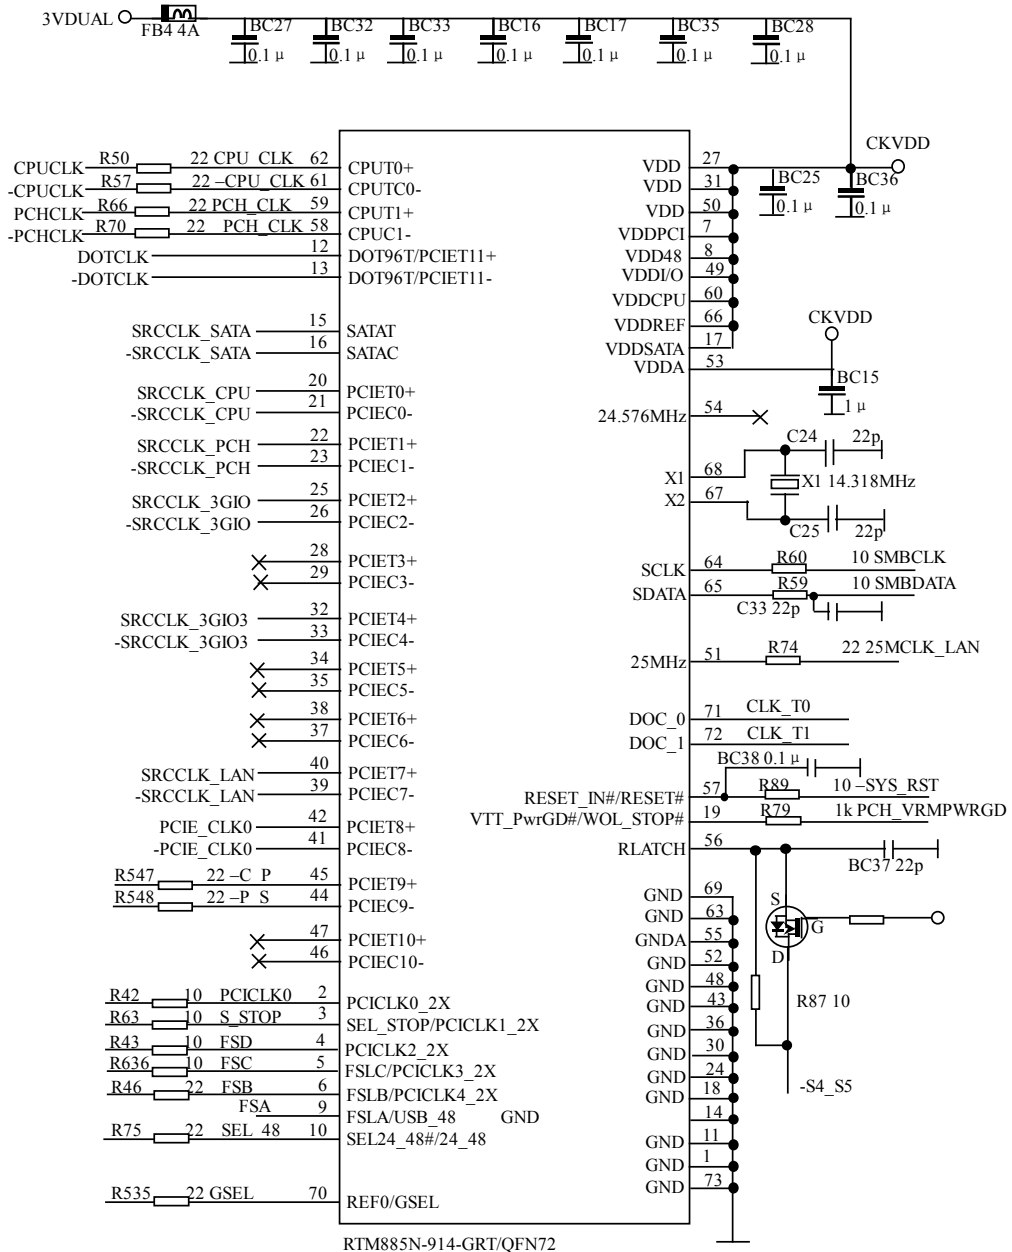 3VDUAL
FB4 4A
BC27
0.1 μ
BC32
0.1 μ
BC33
0.1 μ
BC16
0.1 μ
BC17
0.1 μ
BC35
0.1 μ
BC28
0.1 μ
CPUCLK R50 22 CPU_CLK 62 CPUT0+
-CPUCLK R57 22 –CPU_CLK 61 CPUTC0-
PCHCLK R66 22 PCH_CLK 59 CPUT1+
-PCHCLK R70 22 PCH_CLK 58 CPUC1-
DOTCLK 12 DOT96T/PCIET11+
-DOTCLK 13 DOT96T/PCIET11-
SRCCLK_SATA 15 SATAT
-SRCCLK_SATA 16 SATAC
SRCCLK_CPU 20 PCIET0+
-SRCCLK_CPU 21 PCIEC0-
SRCCLK_PCH 22 PCIET1+
-SRCCLK_PCH 23 PCIEC1-
SRCCLK_3GIO 25 PCIET2+
-SRCCLK_3GIO 26 PCIEC2-
28 PCIET3+
29 PCIEC3-
SRCCLK_3GIO3 32 PCIET4+
-SRCCLK_3GIO3 33 PCIEC4-
34 PCIET5+
35 PCIEC5-
38 PCIET6+
37 PCIEC6-
SRCCLK_LAN 40 PCIET7+
-SRCCLK_LAN 39 PCIEC7-
PCIE_CLK0 42 PCIET8+
-PCIE_CLK0 41 PCIEC8-
R547 22 –C P 45 PCIET9+
R548 22 –P S 44 PCIEC9-
47 PCIET10+
46 PCIEC10-
R42 10 PCICLK0 2 PCICLK0_2X
R63 10 S_STOP 3 SEL_STOP/PCICLK1_2X
R43 10 FSD 4 PCICLK2_2X
R636 10 FSC 5 FSLC/PCICLK3_2X
R46 22 FSB 6 FSLB/PCICLK4_2X
FSA 9 FSLA/USB_48
R75 22 SEL 48 10 SEL24_48#/24_48
R535 22 GSEL 70 REF0/GSEL
VDD 27
CKVDD
VDD 31
BC25
0.1 μ
BC36
0.1 μ
VDD 50
VDDPCI 7
VDD48 8
VDDI/O 49
VDDCPU 60
VDDREF 66
VDDSATA 17
VDDA 53
CKVDD
BC15
1 μ
24.576MHz 54
C24 22p
X1 68
X1 14.318MHz
X2 67
C25 22p
SCLK 64 R60 10 SMBCLK
SDATA 65 R59 10 SMBDATA
C33 22p
25MHz 51 R74 22 25MCLK_LAN
DOC_0 71 CLK_T0
DOC_1 72 CLK_T1
BC38 0.1 μ
RESET_IN#/RESET# 57 R89 10 –SYS_RST
VTT_PwrGD#/WOL_STOP# 19 R79 1k PCH_VRMPWRGD
RLATCH 56
BC37 22p
GND 69
GND 63
GNDA 55
GND 52
GND 48
GND 43
GND 36
GND 30
GND 24
GND 18
GND 14
GND 11
GND 1
GND 73
S
G
D
R87 10
-S4_S5
RTM885N-914-GRT/QFN72